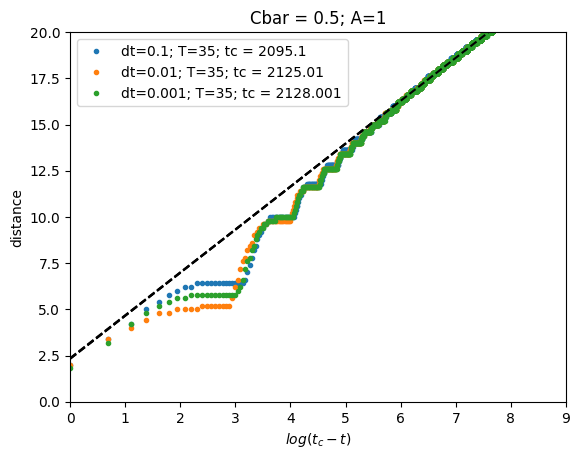 Cbar = 0.5; A=1
20.0
17.5
15.0
12.5
10.0
7.5
5.0
2.5
0.0
distance
dt=0.1; T=35; tc = 2095.1
dt=0.01; T=35; tc = 2125.01
dt=0.001; T=35; tc = 2128.001
0 1 2 3 4 5 6 7 8 9
log(t_c − t)